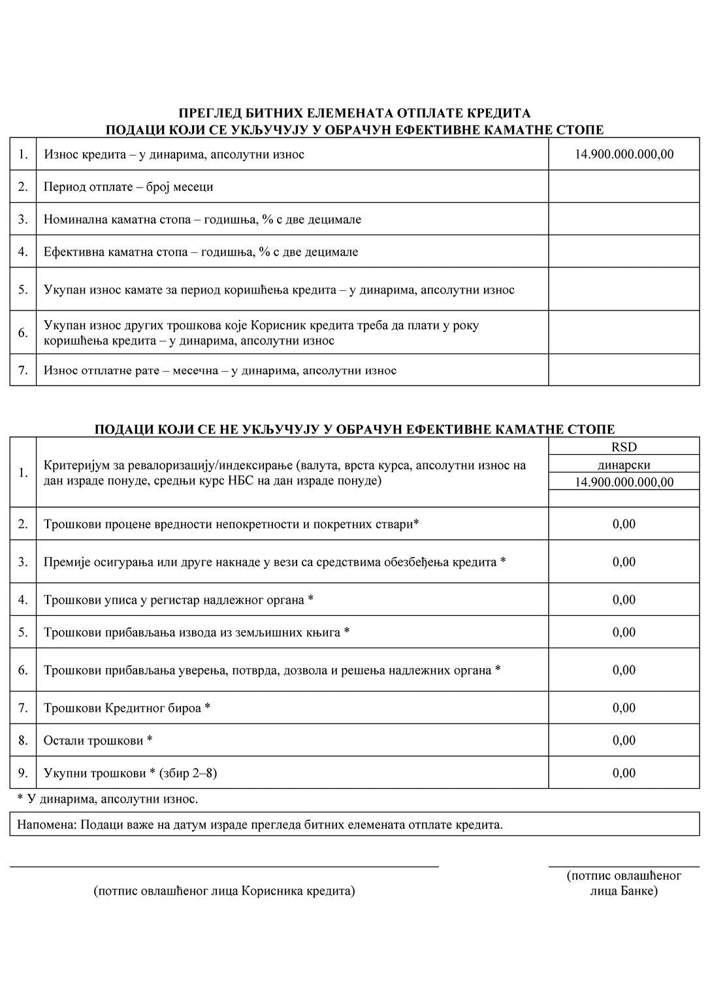 ПРЕГЛЕД БИТНИХ ЕЛЕМЕНАТА ОТПЛАТЕ КРЕДИТА
ПОДАЦИ КОЈИ СЕ УКЉУЧУЈУ У ОБРАЧУН ЕФЕКТИВНЕ КАМАТНЕ СТОПЕ
1. Износ кредита – у динарима, апсолутни износ 14.900.000.000,00
2. Период отплате – број месеци
3. Номинална каматна стопа – годишња, % с две децимале
4. Ефективна каматна стопа – годишња, % с две децимале
5. Укупан износ камате за период коришћења кредита – у динарима, апсолутни износ
6. Укупан износ других трошкова које Корисник кредита треба да плати у року
коришћења кредита – у динарима, апсолутни износ
7. Износ отплатне рате – месечна – у динарима, апсолутни износ
ПОДАЦИ КОЈИ СЕ НЕ УКЉУЧУЈУ У ОБРАЧУН ЕФЕКТИВНЕ КАМАТНЕ СТОПЕ
1. Критеријум за ревалоризацију/индексирање (валута, врста курса, апсолутни износ на
дан израде понуде, средњи курс НБС на дан израде понуде)
RSD
динарски
14.900.000.000,00
2. Трошкови процене вредности непокретности и покретних ствари* 0,00
3. Премије осигурања или друге накнаде у вези са средствима обезбеђења кредита * 0,00
4. Трошкови уписа у регистар надлежног органа * 0,00
5. Трошкови прибављања извода из земљишних књига * 0,00
6. Трошкови прибављања уверења, потврда, дозвола и решења надлежних органа * 0,00
7. Трошкови Кредитног бироа * 0,00
8. Остали трошкови * 0,00
9. Укупни трошкови * (збир 2–8) 0,00
* У динарима, апсолутни износ.
Напомена: Подаци важе на датум израде прегледа битних елемената отплате кредита.
(потпис овлашћеног лица Корисника кредита)
(потпис овлашћеног
лица Банке)